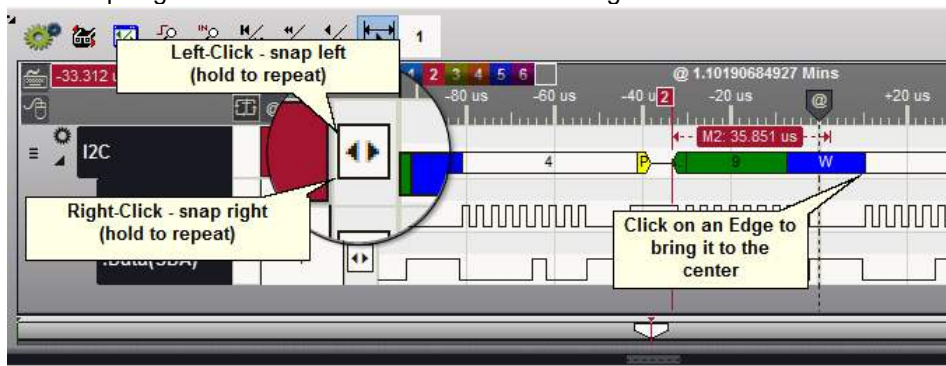 1
Left-Click - snap left
(hold to repeat)
-33.312 u
2 3 4 5 6
@ 1.10190684927 Mins
-80 us -60 us -40 u 2 -20 us @ +20 us
M2: 35.851 us
I2C
4 P 9 W
Right-Click - snap right
(hold to repeat)
Click on an Edge to
bring it to the
center